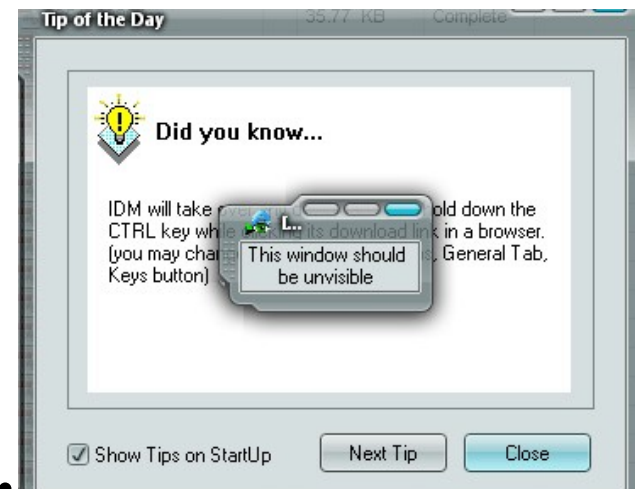 Tip of the Day
35.77 KB Complete
Did you know...
IDM will take old down the
CTRL key while its download link in a browser.
(you may chan , General Tab,
Keys button)
L...
This window should
be unvisible
Show Tips on StartUp
Next Tip
Close